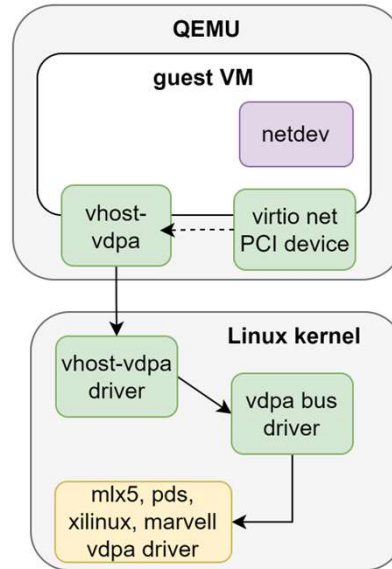 QEMU
guest VM
netdev
vhost-
vdpa
virtio net
PCI device
Linux kernel
vhost-vdpa
driver
vdpa bus
driver
mlx5, pds,
xilinux, marvell
vdpa driver